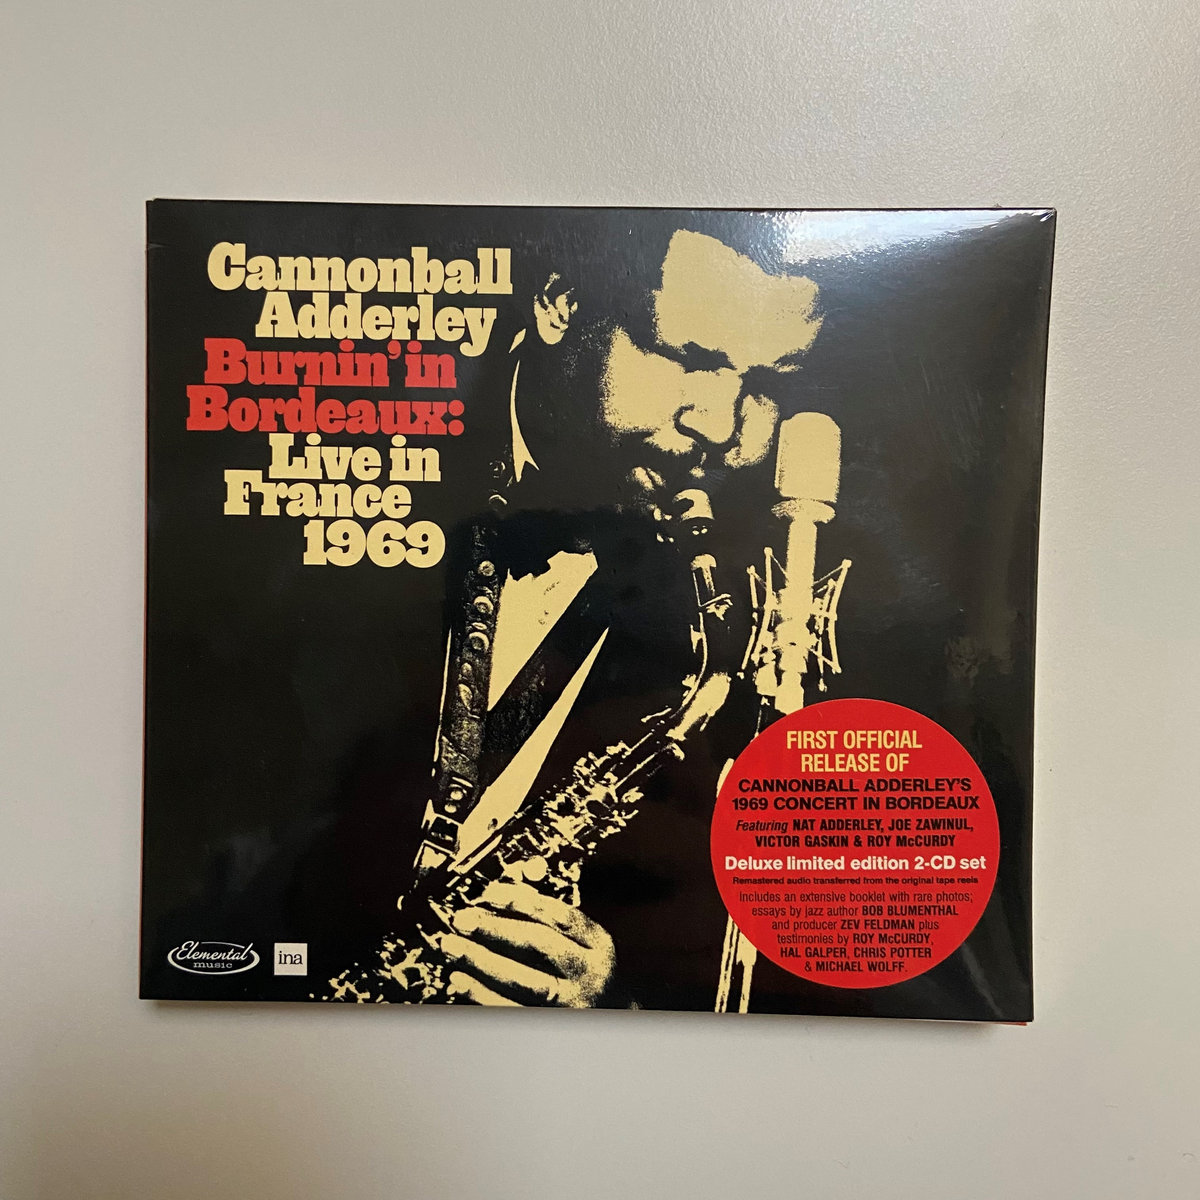 Cannonball
Adderley
Burnin' in
Bordeaux:
Live in
France
1969
FIRST OFFICIAL
RELEASE OF
CANNONBALL ADDERLEY'S
1969 CONCERT IN BORDEAUX
Featuring NAT ADDERLEY, JOE ZAWINUL,
VICTOR GASKIN & ROY McCURDY
Deluxe limited edition 2-CD set
Remastered audio transferred from the original tape reels
includes an extensive booklet with rare photos;
essays by jazz author BOB BLUMENTHAL
and producer ZEV FELDMAN plus
testimonies by ROY McCURDY,
HAL GALPER, CHRIS POTTER
& MICHAEL WOLFF.
Elemental
music
ina